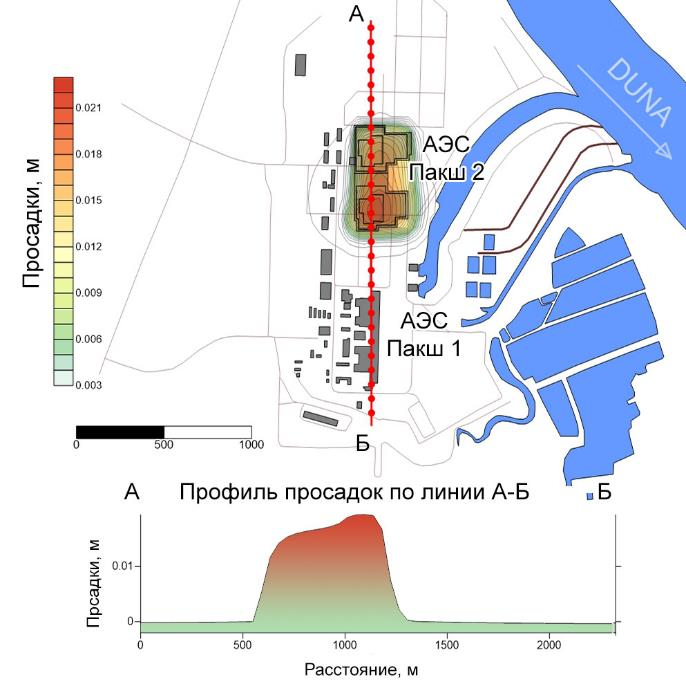 А
DUNA
АЭС
Пакш 2
Просадки, м
0.021
0.018
0.015
0.012
0.009
0.006
0.003
АЭС
Пакш 1
0 500 1000
Б
А Профиль просадок по линии А-Б Б
Прсадки, м
0.01
0
0 500 1000 1500 2000
Расстояние, м